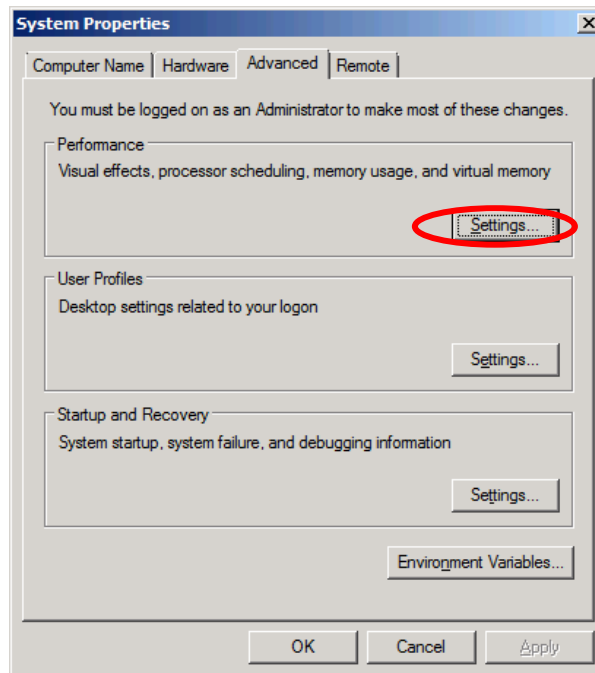 System Properties
Computer Name
Hardware
Advanced
Remote
You must be logged on as an Administrator to make most of these changes.
Performance
Visual effects, processor scheduling, memory usage, and virtual memory
Settings...
User Profiles
Desktop settings related to your logon
Settings...
Startup and Recovery
System startup, system failure, and debugging information
Settings...
Environment Variables...
OK
Cancel
Apply